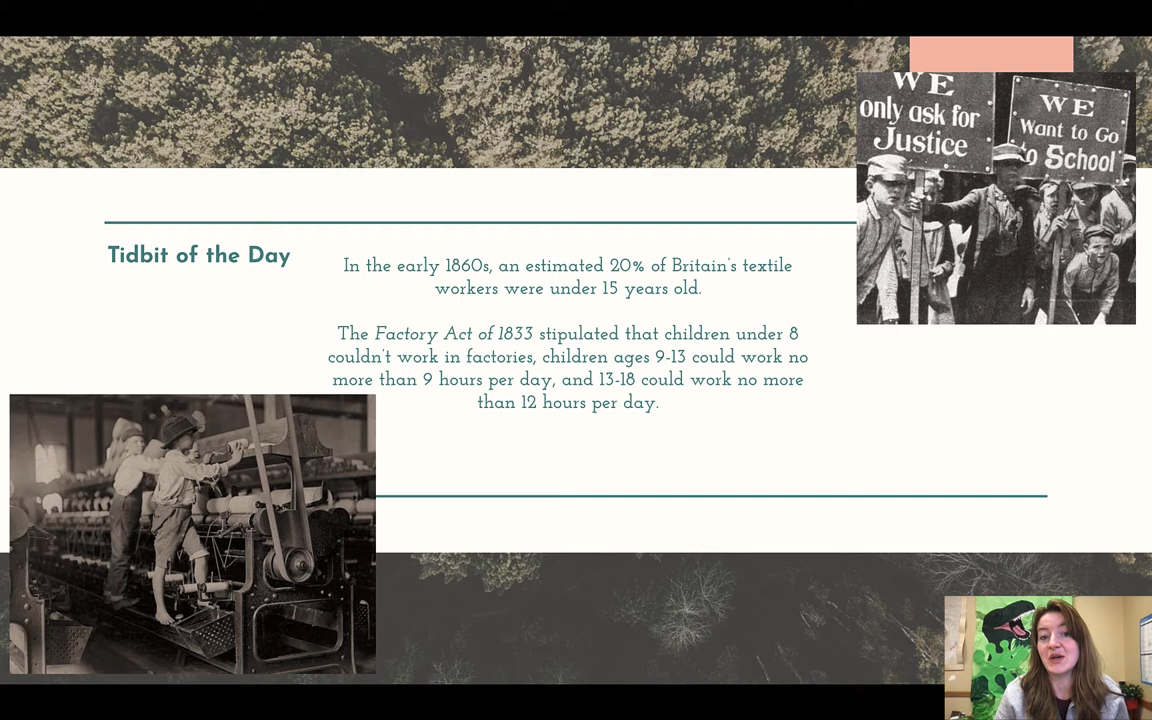 WE
only ask for
Justice
WE
Want to Go
to School
Tidbit of the Day
In the early 1860s, an estimated 20% of Britain's textile
workers were under 15 years old.
The Factory Act of 1833 stipulated that children under 8
couldn't work in factories, children ages 9-13 could work no
more than 9 hours per day, and 13-18 could work no more
than 12 hours per day.